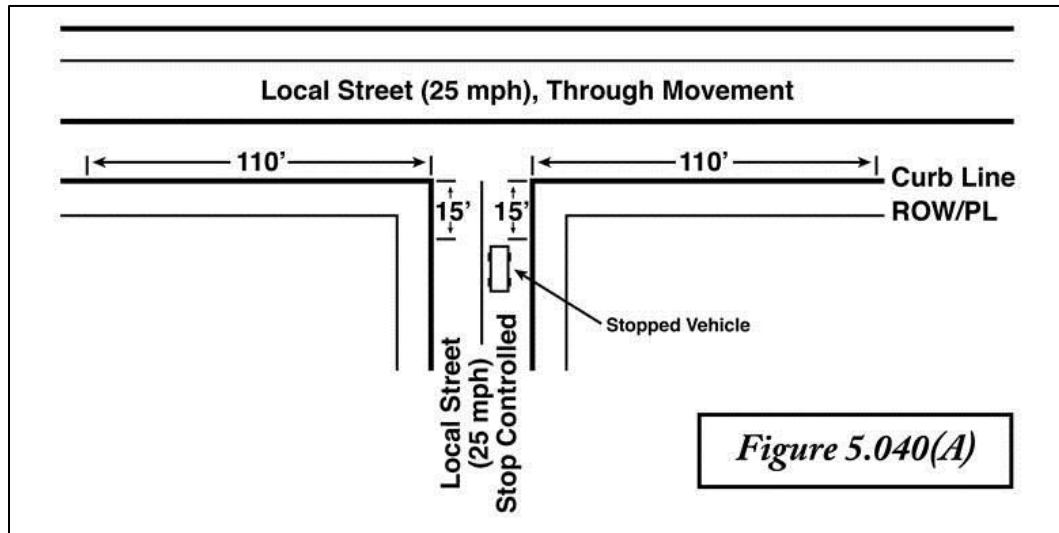 Local Street (25 mph), Through Movement
110’
110’
Curb Line
ROW/PL
15’
15’
Stopped Vehicle
Local Street
(25 mph)
Stop Controlled
Figure 5.040(A)